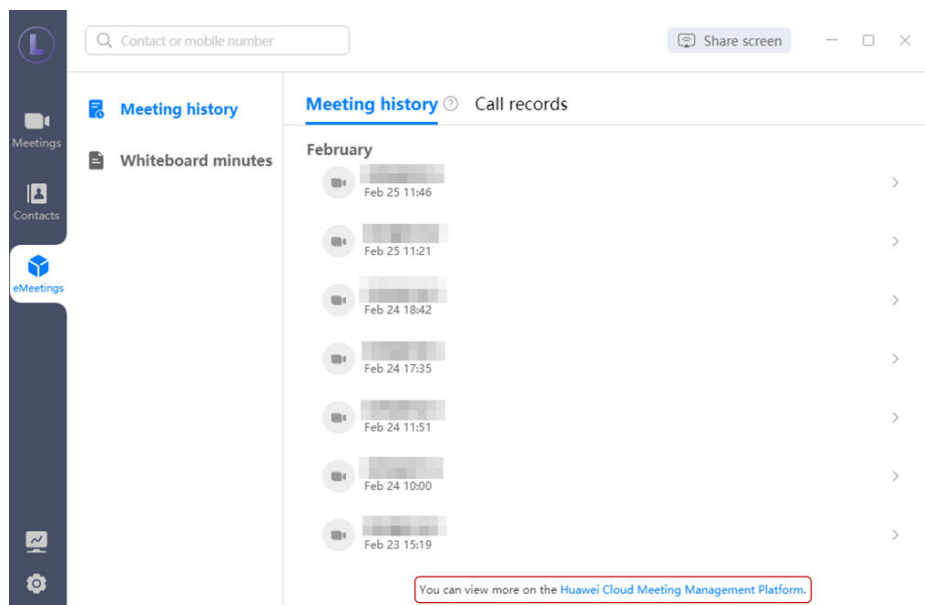 L
Contact or mobile number
Share screen
Meetings
Contacts
eMeetings
Meeting history
Whiteboard minutes
Meeting history ? Call records
February
Feb 25 11:46
Feb 25 11:21
Feb 24 18:42
Feb 24 17:35
Feb 24 11:51
Feb 24 10:00
Feb 23 15:19
You can view more on the Huawei Cloud Meeting Management Platform.